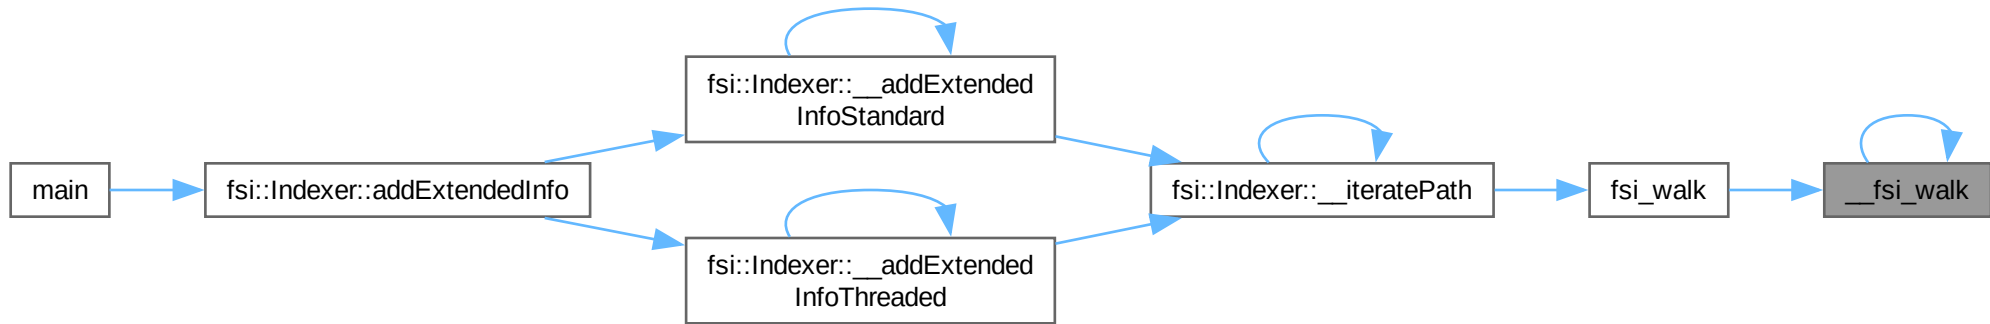 main
fsi::Indexer::addExtendedInfo
fsi::Indexer::__addExtended
InfoStandard
fsi::Indexer::__addExtended
InfoThreaded
fsi::Indexer::__iteratePath
fsi_walk
__fsi_walk